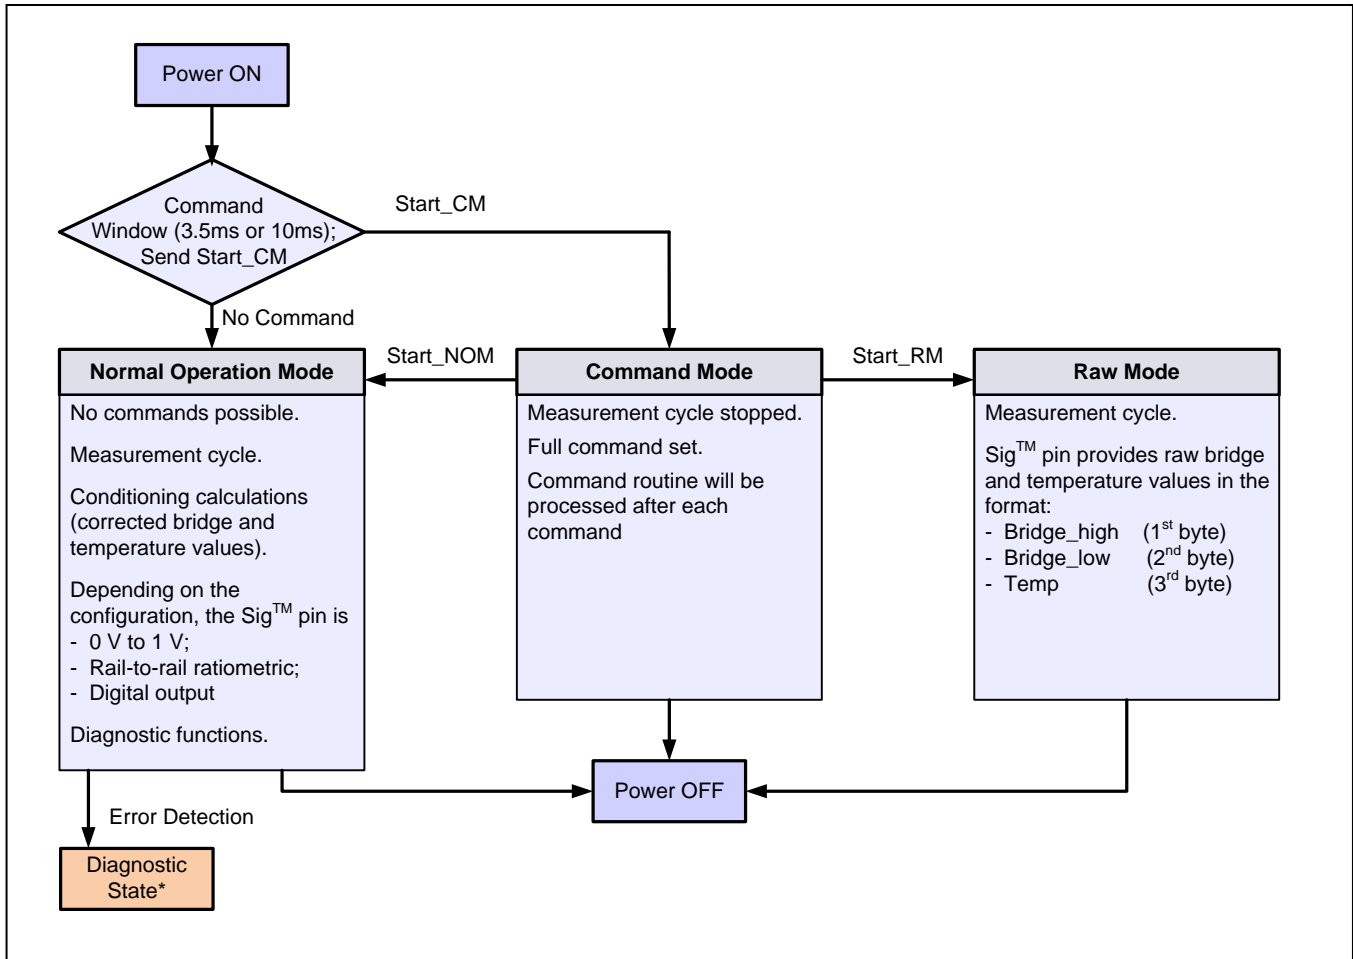 Power ON
Command
Window (3.5ms or 10ms);
Send Start_CM
Start_CM
No Command
Normal Operation Mode
No commands possible.
Measurement cycle.
Conditioning calculations
(corrected bridge and
temperature values).
Depending on the
configuration, the Sig™ pin is
- 0 V to 1 V;
- Rail-to-rail ratiometric;
- Digital output
Diagnostic functions.
Start_NOM
Command Mode
Measurement cycle stopped.
Full command set.
Command routine will be
processed after each
command
Start_RM
Raw Mode
Measurement cycle.
Sig™ pin provides raw bridge
and temperature values in the
format:
- Bridge_high (1st byte)
- Bridge_low (2nd byte)
- Temp (3rd byte)
Power OFF
Error Detection
Diagnostic
State*